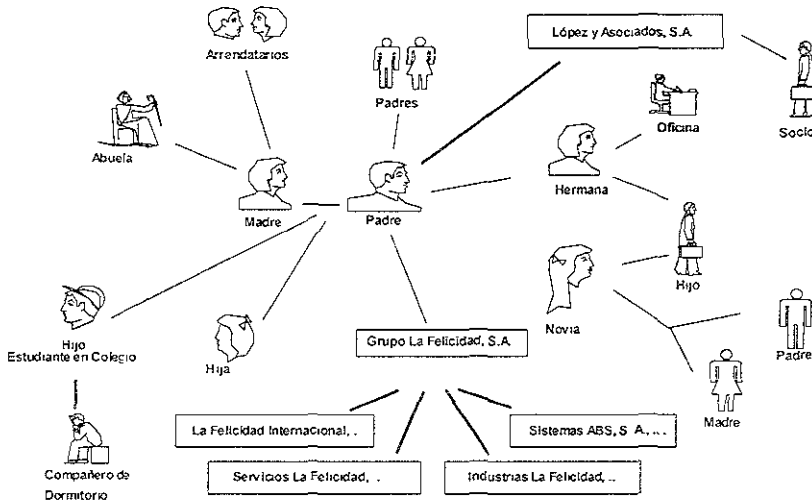 Arrendatarios
López y Asociados, S.A.
Padres
Oficina
Socio
Abuela
Madre
Padre
Hermana
Hijo
Novia
Hijo
Estudiante en Colegio
Hija
Grupo La Felicidad, S.A.
Padre
Madre
La Felicidad Internacional, ..
Sistemas ABS, S A., ...
Compañero de
Dormitorio
Servicios La Felicidad, ..
Industrias La Felicidad, ...